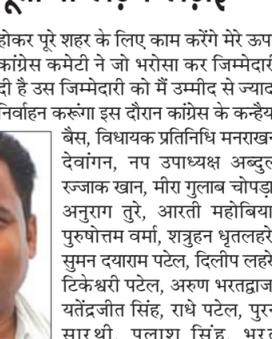 होकर पूरे शहर के लिए काम करेंगे मेरे ऊप
कांग्रेस कमेटी ने जो भरोसा कर जिम्मेदारी
दी है उस जिम्मेदारी को मैं उम्मीद से ज्याद
निर्वाहन करूंगा इस दौरान कांग्रेस के कन्हैय
बैस, विधायक प्रतिनिधि मनराखन
देवांगन, नप उपाध्यक्ष अब्दुल
रज्जाक खान, मीरा गुलाब चोपड़ा
अनुराग तुरे, आरती महोबिया
पुरुषोत्तम वर्मा, शत्रुहन धृतलहरे
सुमन दयाराम पटेल, दिलीप लहरे
टिकेश्वरी पटेल, अरुण भरतद्वाज
यतेंद्रजीत सिंह, राधे पटेल, पुरन
सारथी, पलाश सिंह, भरत